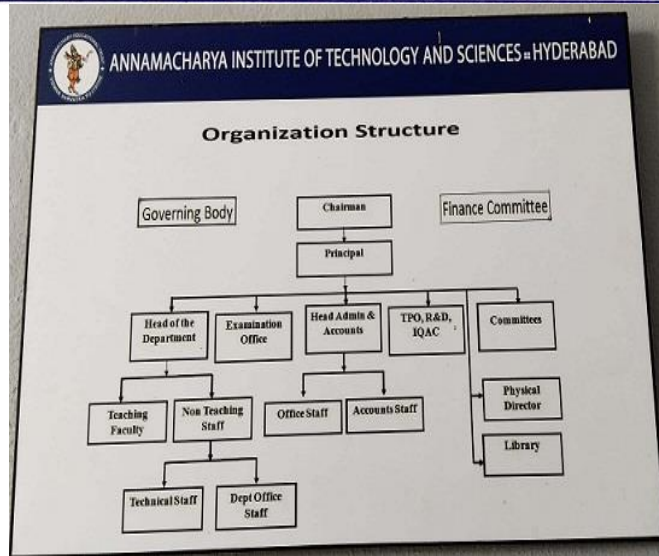 ANNAMACHARYA INSTITUTE OF TECHNOLOGY AND SCIENCES :: HYDERABAD
Organization Structure
Governing Body
Chairman
Finance Committee
Principal
Head of the
Department
Examination
Office
Head Admin &
Accounts
TPO, R&D,
IQAC
Committees
Teaching
Faculty
Non Teaching
Staff
Office Staff
Accounts Staff
Physical
Director
Library
Technical Staff
Dept Office
Staff